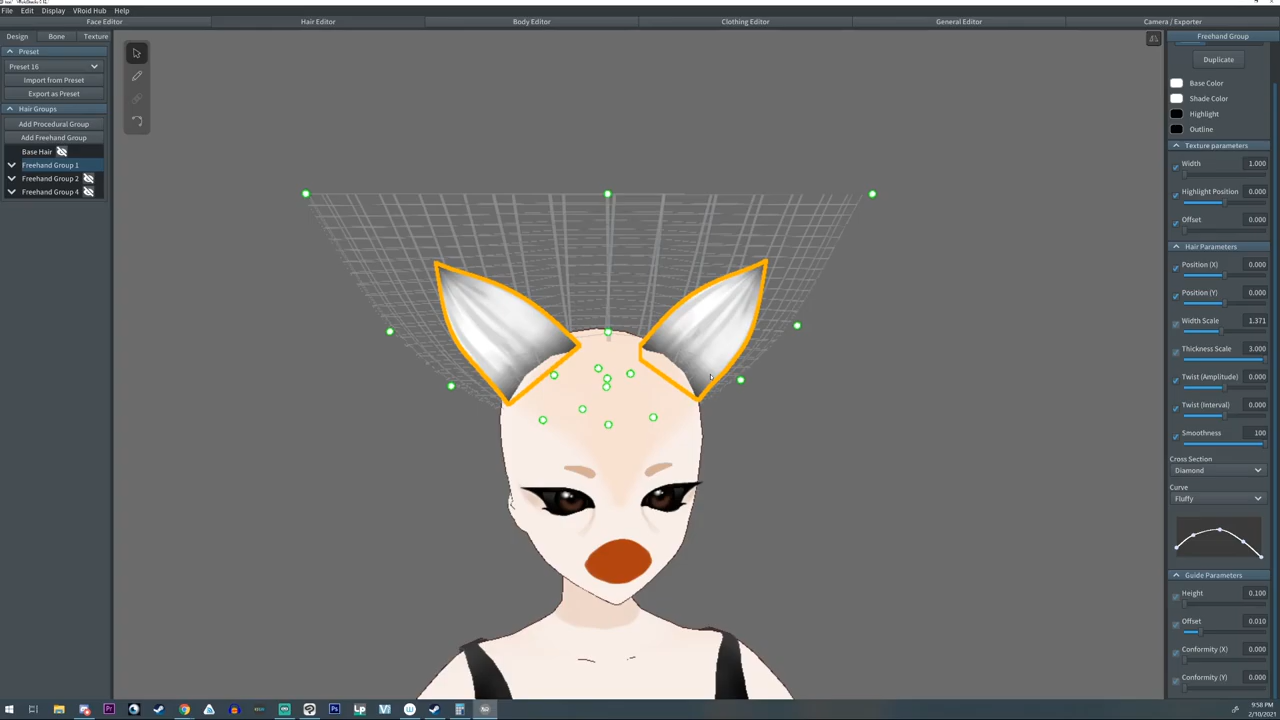 File Edit Display VRoid Hub Help
Face Editor Hair Editor Body Editor Clothing Editor General Editor Camera / Exporter
Design Bone Texture
Preset
Preset 16
Import from Preset
Export as Preset
Hair Groups
Add Procedural Group
Add Freehand Group
Base Hair
Freehand Group 1
Freehand Group 2
Freehand Group 4
Freehand Group
Duplicate
Base Color
Shade Color
Highlight
Outline
Texture parameters
Width 1.000
Highlight Position 0.000
Offset 0.000
Hair Parameters
Position (X) 0.000
Position (Y) 0.000
Width Scale 1.371
Thickness Scale 3.000
Twist (Amplitude) 0.000
Twist (Interval) 0.000
Smoothness 100
Cross Section
Diamond
Curve
Fluffy
Guide Parameters
Height 0.100
Offset 0.010
Conformity (X) 0.000
Conformity (Y) 0.000
9:58 PM
2/10/2021